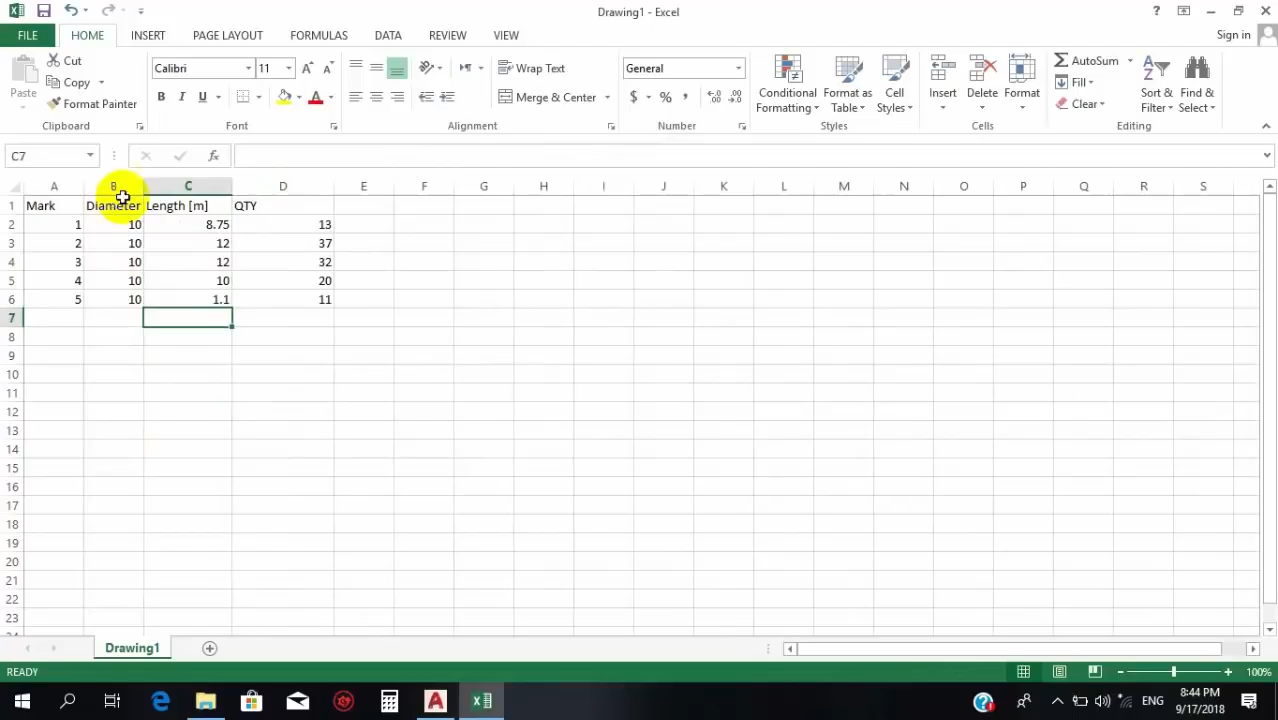 Drawing1 - Excel
?
FILE HOME INSERT PAGE LAYOUT FORMULAS DATA REVIEW VIEW Sign in
Paste Cut Copy Format Painter
Calibri 11
B I U A
Wrap Text
Merge & Center
General
$ % ,
Conditional Formatting Format as Table Cell Styles
Insert Delete Format
AutoSum Fill Clear
Sort & Filter Find & Select
Clipboard Font Alignment Number Styles Cells Editing
C7 fx
A B C D E F G H I J K L M N O P Q R S
1 Mark Diameter Length [m] QTY
2 1 10 8.75 13
3 2 10 12 37
4 3 10 12 32
5 4 10 10 20
6 5 10 1.1 11
7
8
9
10
11
12
13
14
15
16
17
18
19
20
21
22
23
Drawing1
READY 100%
ENG 8:44 PM
9/17/2018